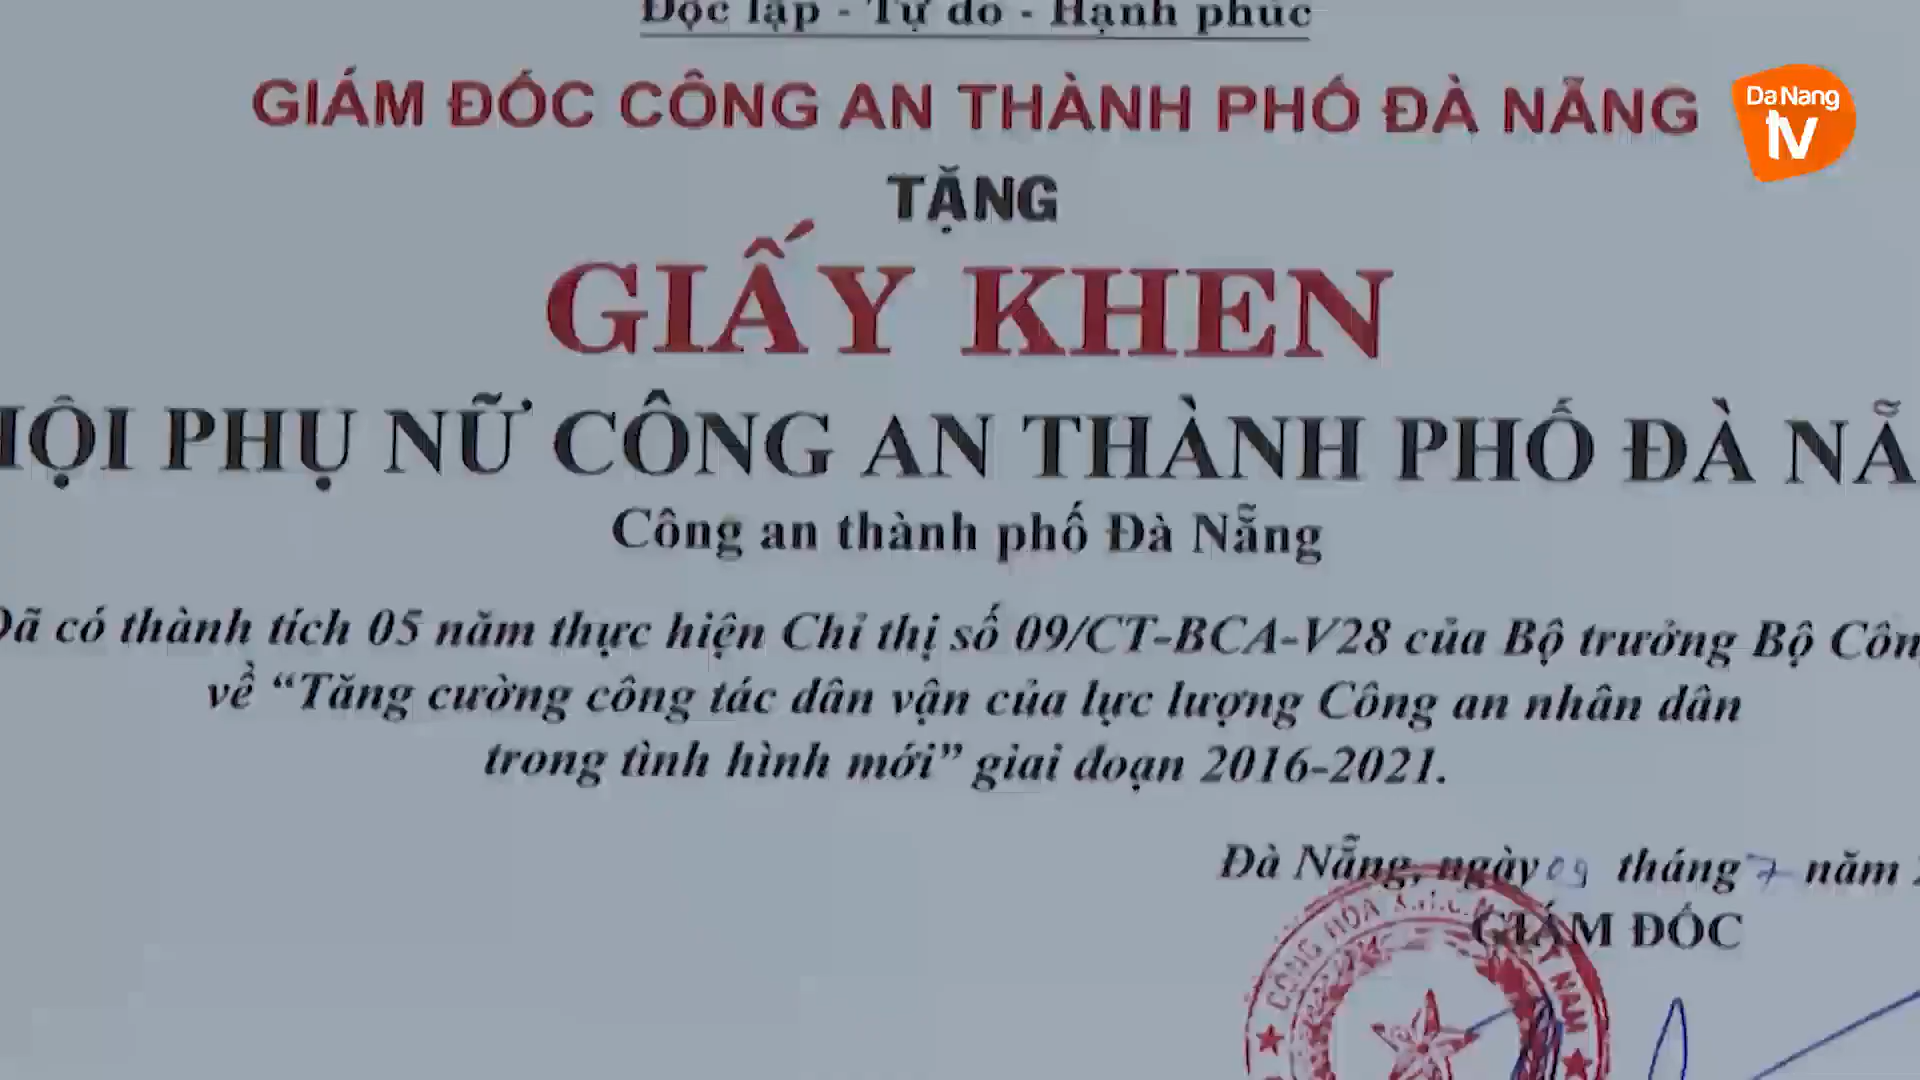 Độc lập - Tự do - Hạnh phúc
GIÁM ĐỐC CÔNG AN THÀNH PHỐ ĐÀ NẴNG
Da Nang
tv
TẶNG
GIẤY KHEN
HỘI PHỤ NỮ CÔNG AN THÀNH PHỐ ĐÀ NẴ
Công an thành phố Đà Nẵng
Đã có thành tích 05 năm thực hiện Chỉ thị số 09/CT-BCA-V28 của Bộ trưởng Bộ Côn
về “Tăng cường công tác dân vận của lực lượng Công an nhân dân
trong tình hình mới” giai đoạn 2016-2021.
Đà Nẵng, ngày 09 tháng 7 năm
GIÁM ĐỐC
CỘNG HÒA X.H.C.N VIỆT NAM